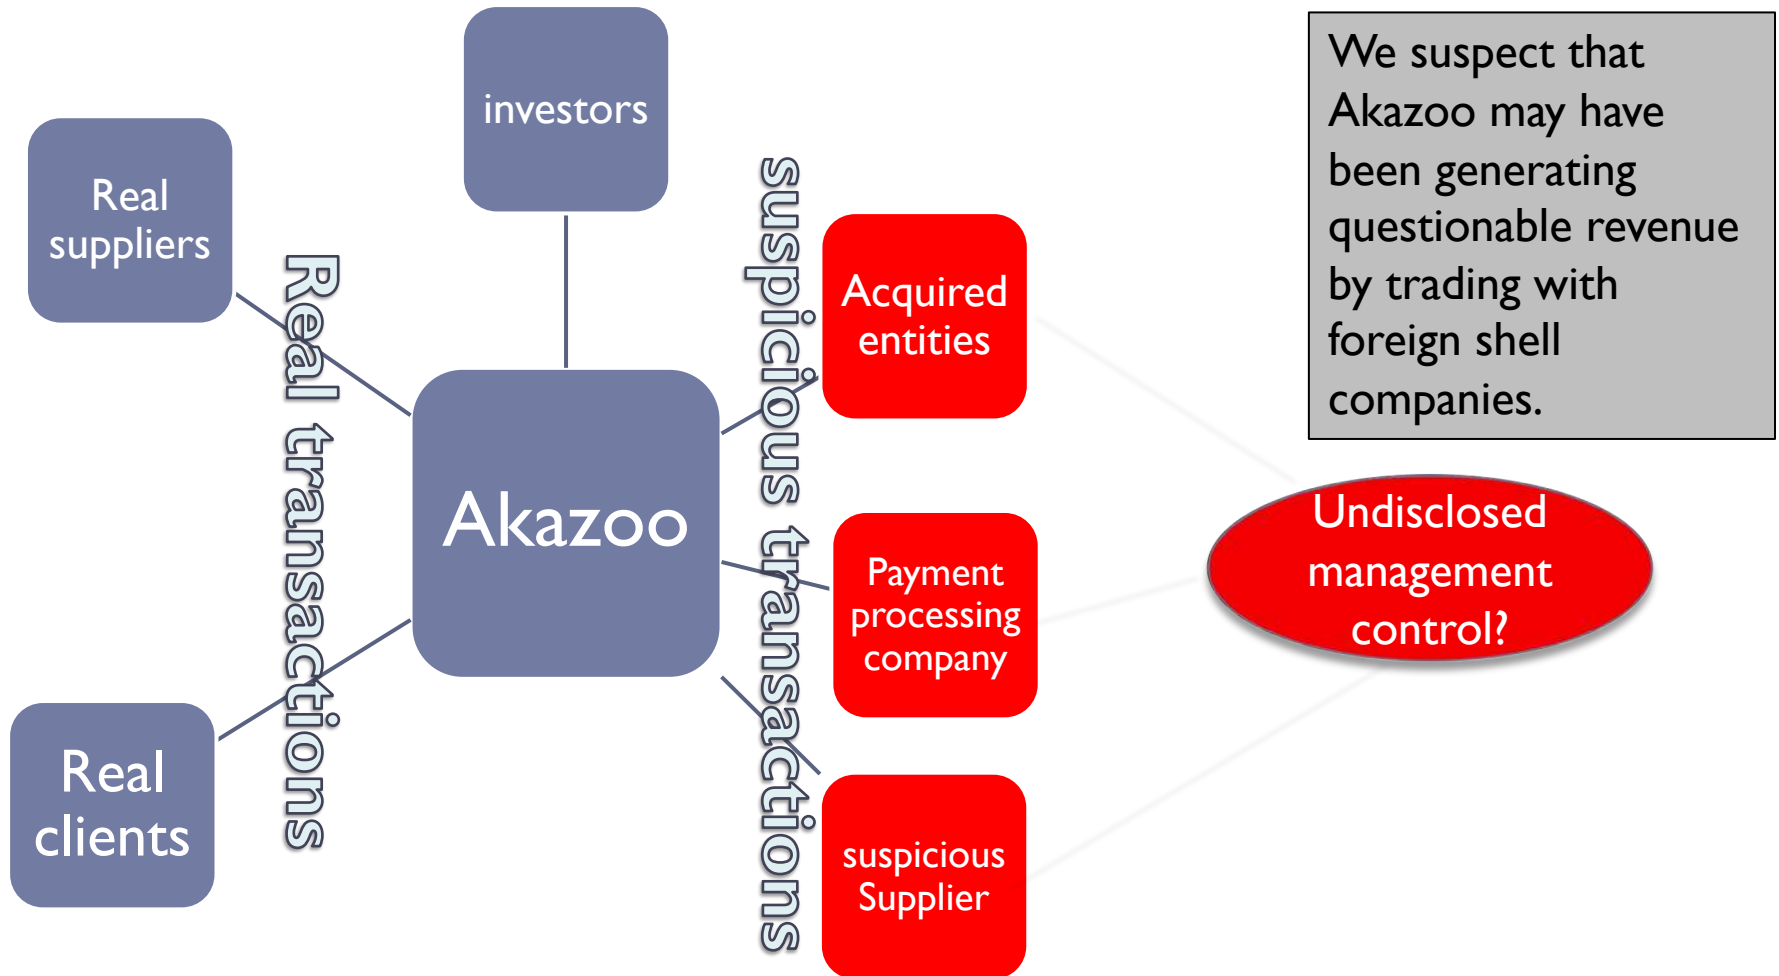 investors
Real
suppliers
Real transactions
Akazoo
Real
clients
suspicious transactions
Acquired
entities
Payment
processing
company
suspicious
Supplier
We suspect that
Akazoo may have
been generating
questionable revenue
by trading with
foreign shell
companies.
Undisclosed
management
control?